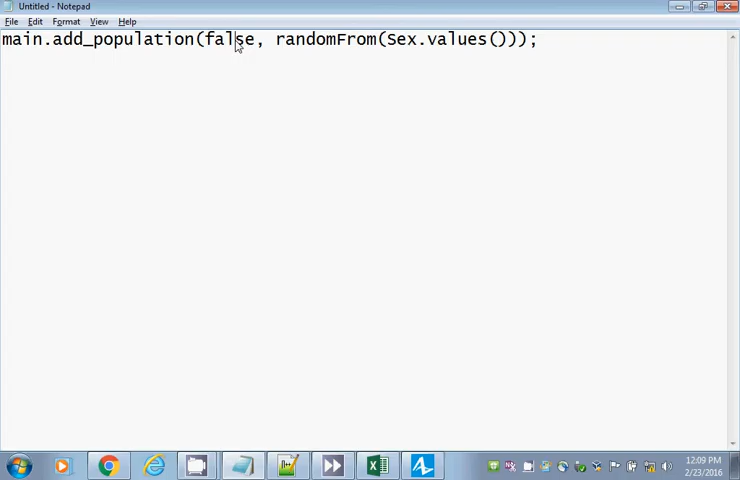 Untitled - Notepad
File Edit Format View Help
main.add_population(false, randomFrom(Sex.values()));
12:09 PM
2/23/2016